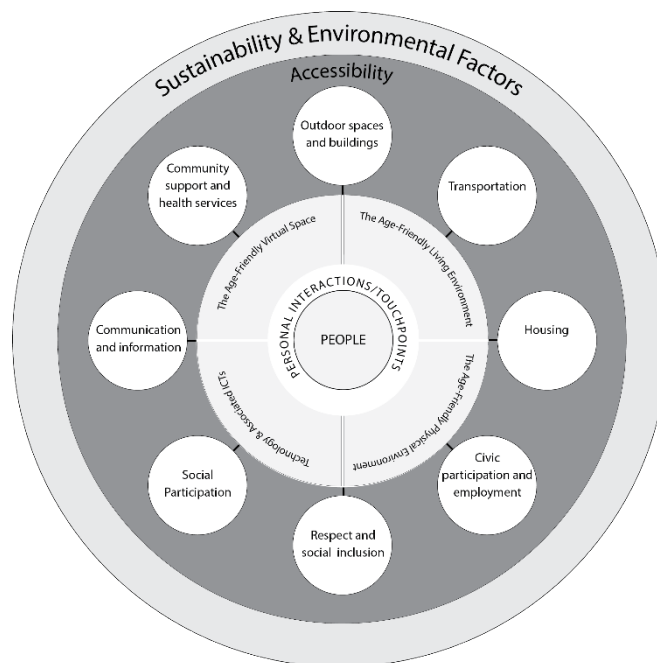 Sustainability & Environmental Factors
Accessibility
Outdoor spaces
and buildings
Transportation
Housing
Civic
participation and
employment
Respect and
social inclusion
Social
Participation
Communication
and information
Community
support and
health services
The Age-Friendly Virtual Space
The Age-Friendly Living Environment
The Age-Friendly Physical Environment
Technology & Associated ICTs
PERSONAL INTERACTIONS/TOUCHPOINTS
PEOPLE